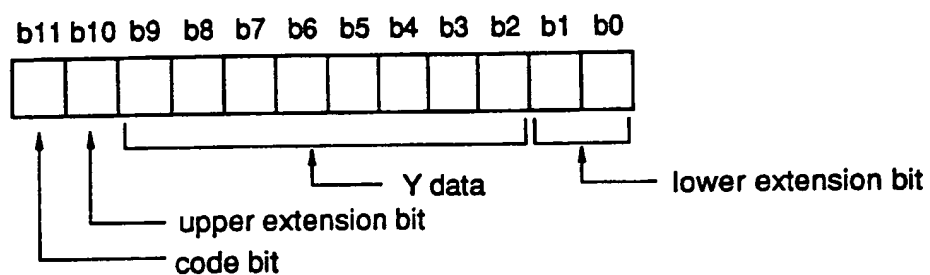 b11 b10 b9 b8 b7 b6 b5 b4 b3 b2 b1 b0
Y data
lower extension bit
upper extension bit
code bit